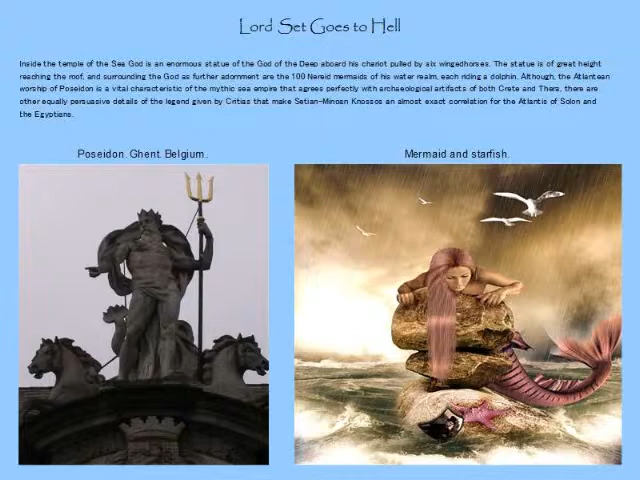 Lord Set Goes to Hell
Inside the temple of the Sea God is an enormous statue of the God of the Deep aboard his chariot pulled by six wingedhorses. The statue is of great height
reaching the roof, and surrounding the God as further adornment are the 100 Nereid mermaids of his water realm, each riding a dolphin. Although, the Atlantean
worship of Poseidon is a vital characteristic of the mythic sea empire that agrees perfectly with archaeological artifacts of both Crete and Thera, there are
other equally persuasive details of the legend given by Critias that make Setian-Minoan Knossos an almost exact correlation for the Atlantis of Solon and
the Egyptians.
Poseidon. Ghent. Belgium.
Mermaid and starfish.